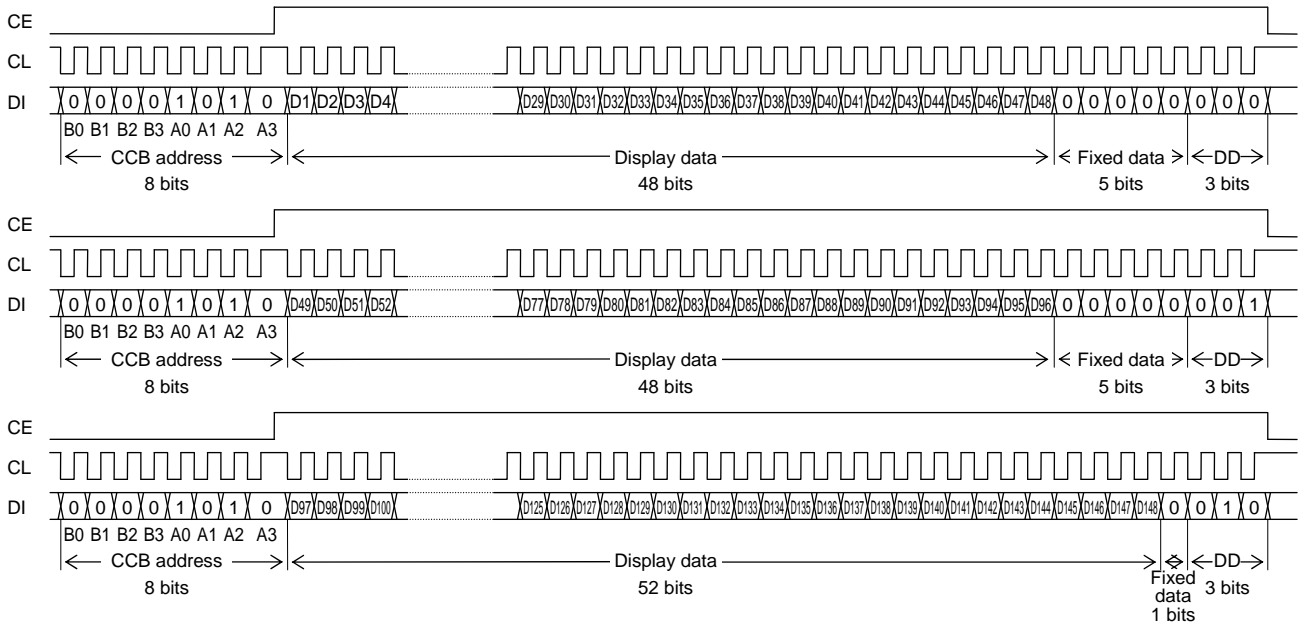 CE
CL
DI 0 0 0 0 1 0 1 0 D1 D2 D3 D4 D29 D30 D31 D32 D33 D34 D35 D36 D37 D38 D39 D40 D41 D42 D43 D44 D45 D46 D47 D48 0 0 0 0 0 0 0 0
B0 B1 B2 B3 A0 A1 A2 A3
CCB address Display data Fixed data DD
8 bits 48 bits 5 bits 3 bits
CE
CL
DI 0 0 0 0 1 0 1 0 D49 D50 D51 D52 D77 D78 D79 D80 D81 D82 D83 D84 D85 D86 D87 D88 D89 D90 D91 D92 D93 D94 D95 D96 0 0 0 0 0 0 0 1
B0 B1 B2 B3 A0 A1 A2 A3
CCB address Display data Fixed data DD
8 bits 48 bits 5 bits 3 bits
CE
CL
DI 0 0 0 0 1 0 1 0 D97 D98 D99 D100 D125 D126 D127 D128 D129 D130 D131 D132 D133 D134 D135 D136 D137 D138 D139 D140 D141 D142 D143 D144 D145 D146 D147 D148 0 0 1 0
B0 B1 B2 B3 A0 A1 A2 A3
CCB address Display data DD
8 bits 52 bits Fixed 3 bits
data
1 bits